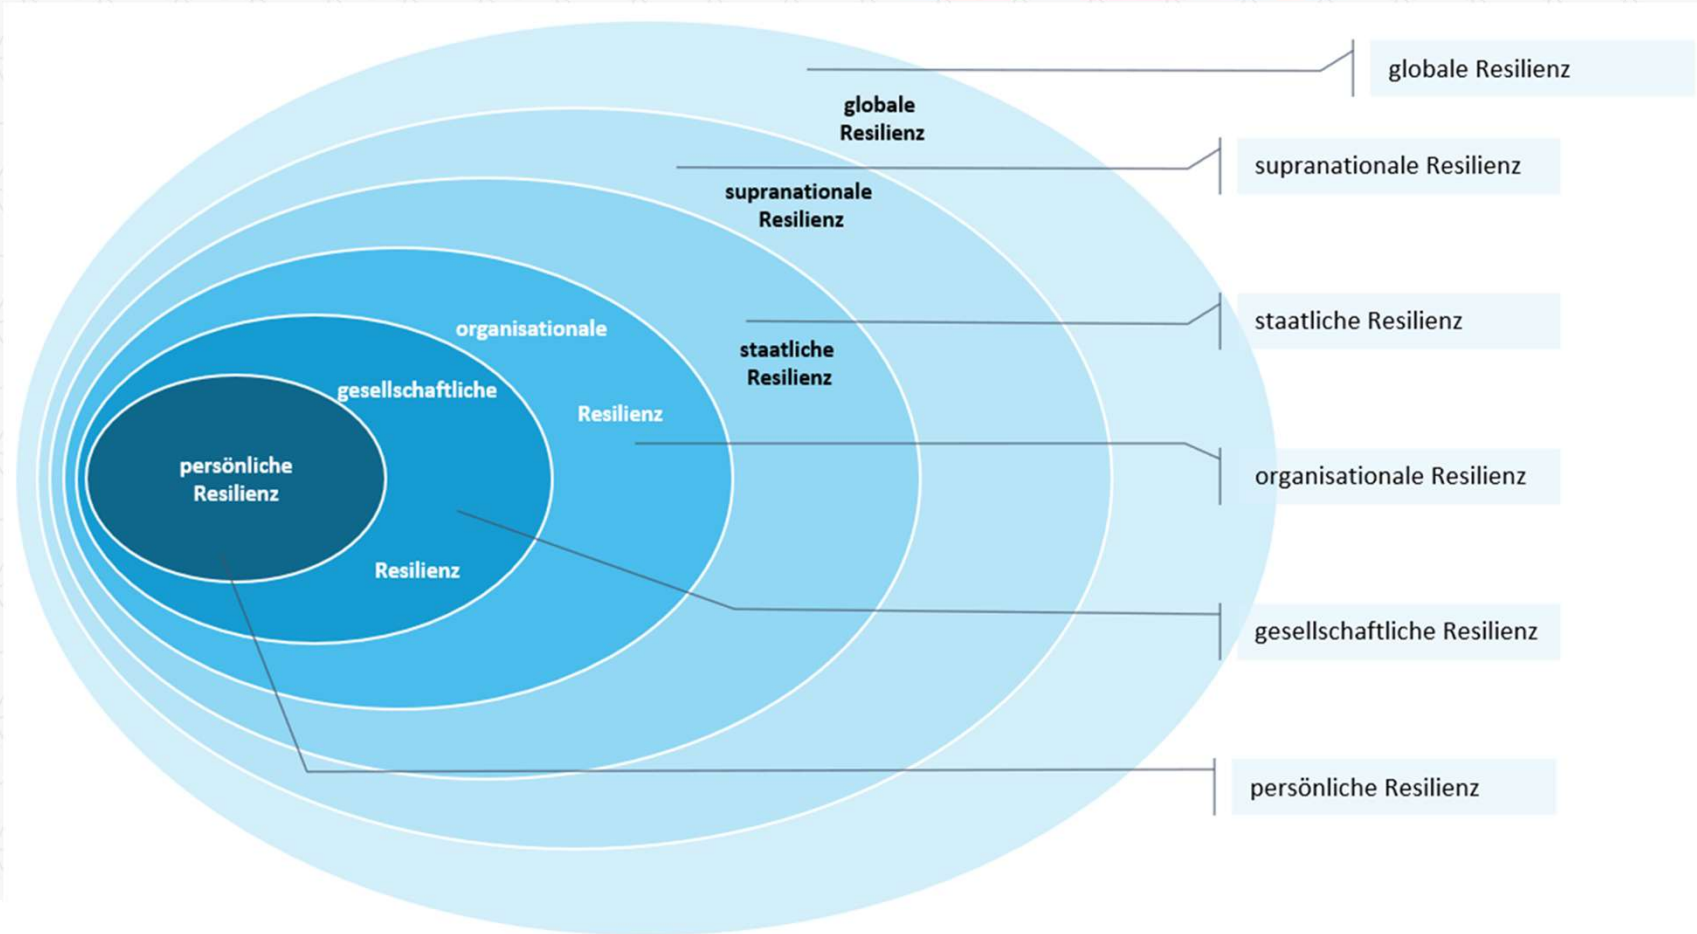 globale Resilienz
globale
Resilienz
supranationale Resilienz
supranationale
Resilienz
staatliche Resilienz
organisationale
staatliche
Resilienz
gesellschaftliche
Resilienz
persönliche
Resilienz
organisationale Resilienz
Resilienz
gesellschaftliche Resilienz
persönliche Resilienz